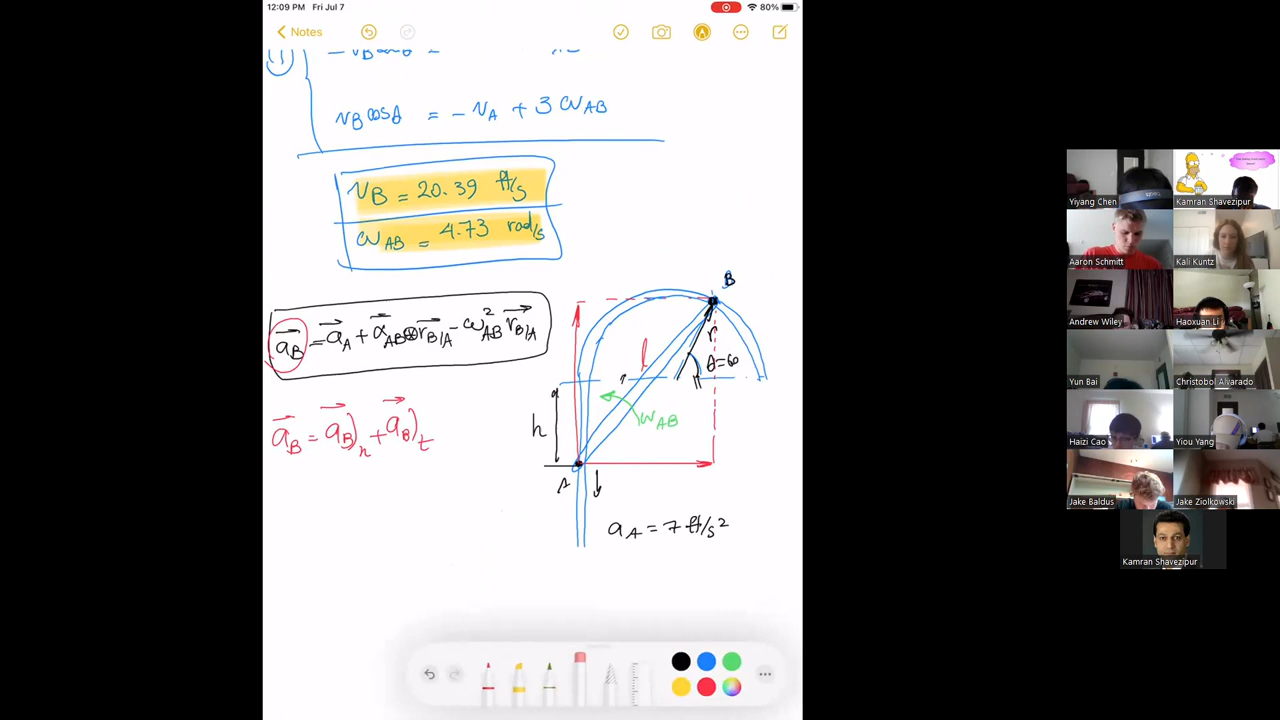 12:09 PM Fri Jul 7
80%
Notes
(1)
v_B cosθ = - v_A + 3 ω_AB
v_B = 20.39 ft/s
ω_AB = 4.73 rad/s
a_B = a_A + α_AB ⊗ r_B/A - ω²_AB r_B/A
a_B = a_B)_n + a_B)_t
B
r
l
θ=60
ω_AB
h
A
a_A = 7 ft/s²
Yiyang Chen
Kamran Shavezipur
Aaron Schmitt
Kali Kuntz
Andrew Wiley
Haoxuan Li
Yun Bai
Christobol Alvarado
Haizi Cao
Yiou Yang
Jake Baldus
Jake Ziolkowski
Kamran Shavezipur